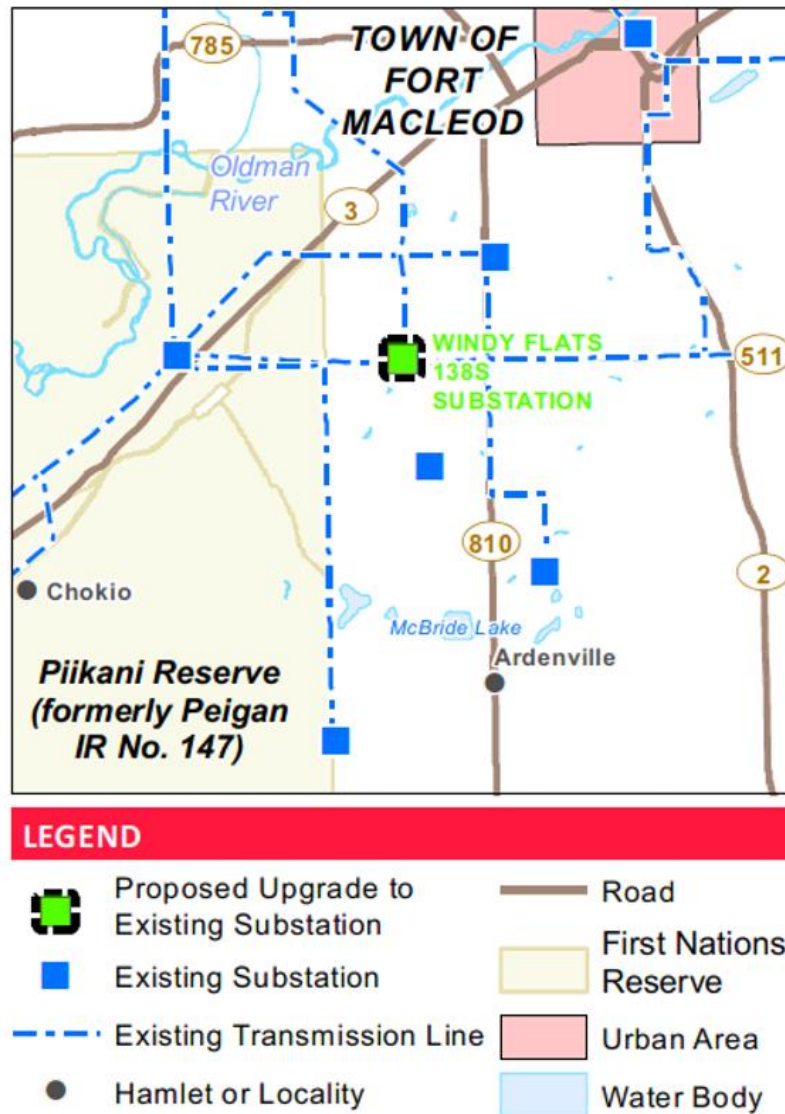 785
TOWN OF
FORT
MACLEOD
Oldman
River
3
WINDY FLATS
138S
SUBSTATION
511
810
2
Chokio
McBride Lake
Ardenville
Piikani Reserve
(formerly Peigan
IR No. 147)
LEGEND
Proposed Upgrade to
Existing Substation
Existing Substation
Existing Transmission Line
Hamlet or Locality
Road
First Nations
Reserve
Urban Area
Water Body